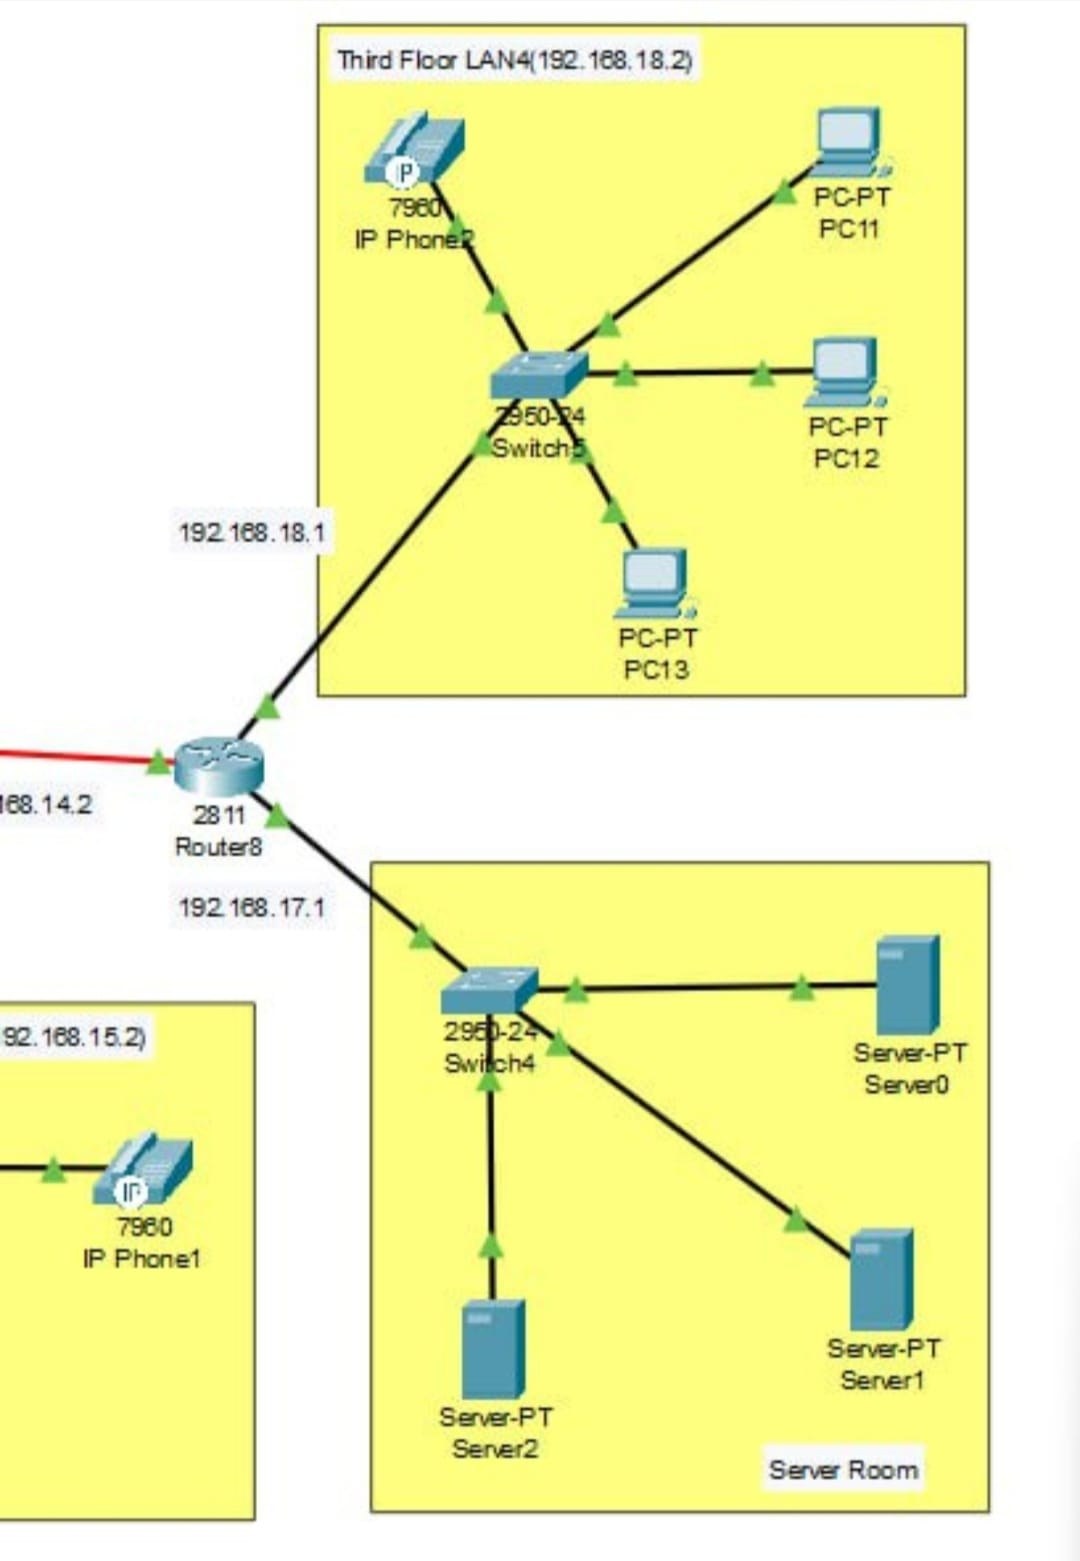 Third Floor LAN4(192.168.18.2)
IP
7960
IP Phone2
PC-PT
PC11
2950-24
Switch5
PC-PT
PC12
192.168.18.1
PC-PT
PC13
168.14.2
2811
Router8
192.168.17.1
92.168.15.2)
2950-24
Switch4
Server-PT
Server0
IP
7960
IP Phone1
Server-PT
Server1
Server-PT
Server2
Server Room